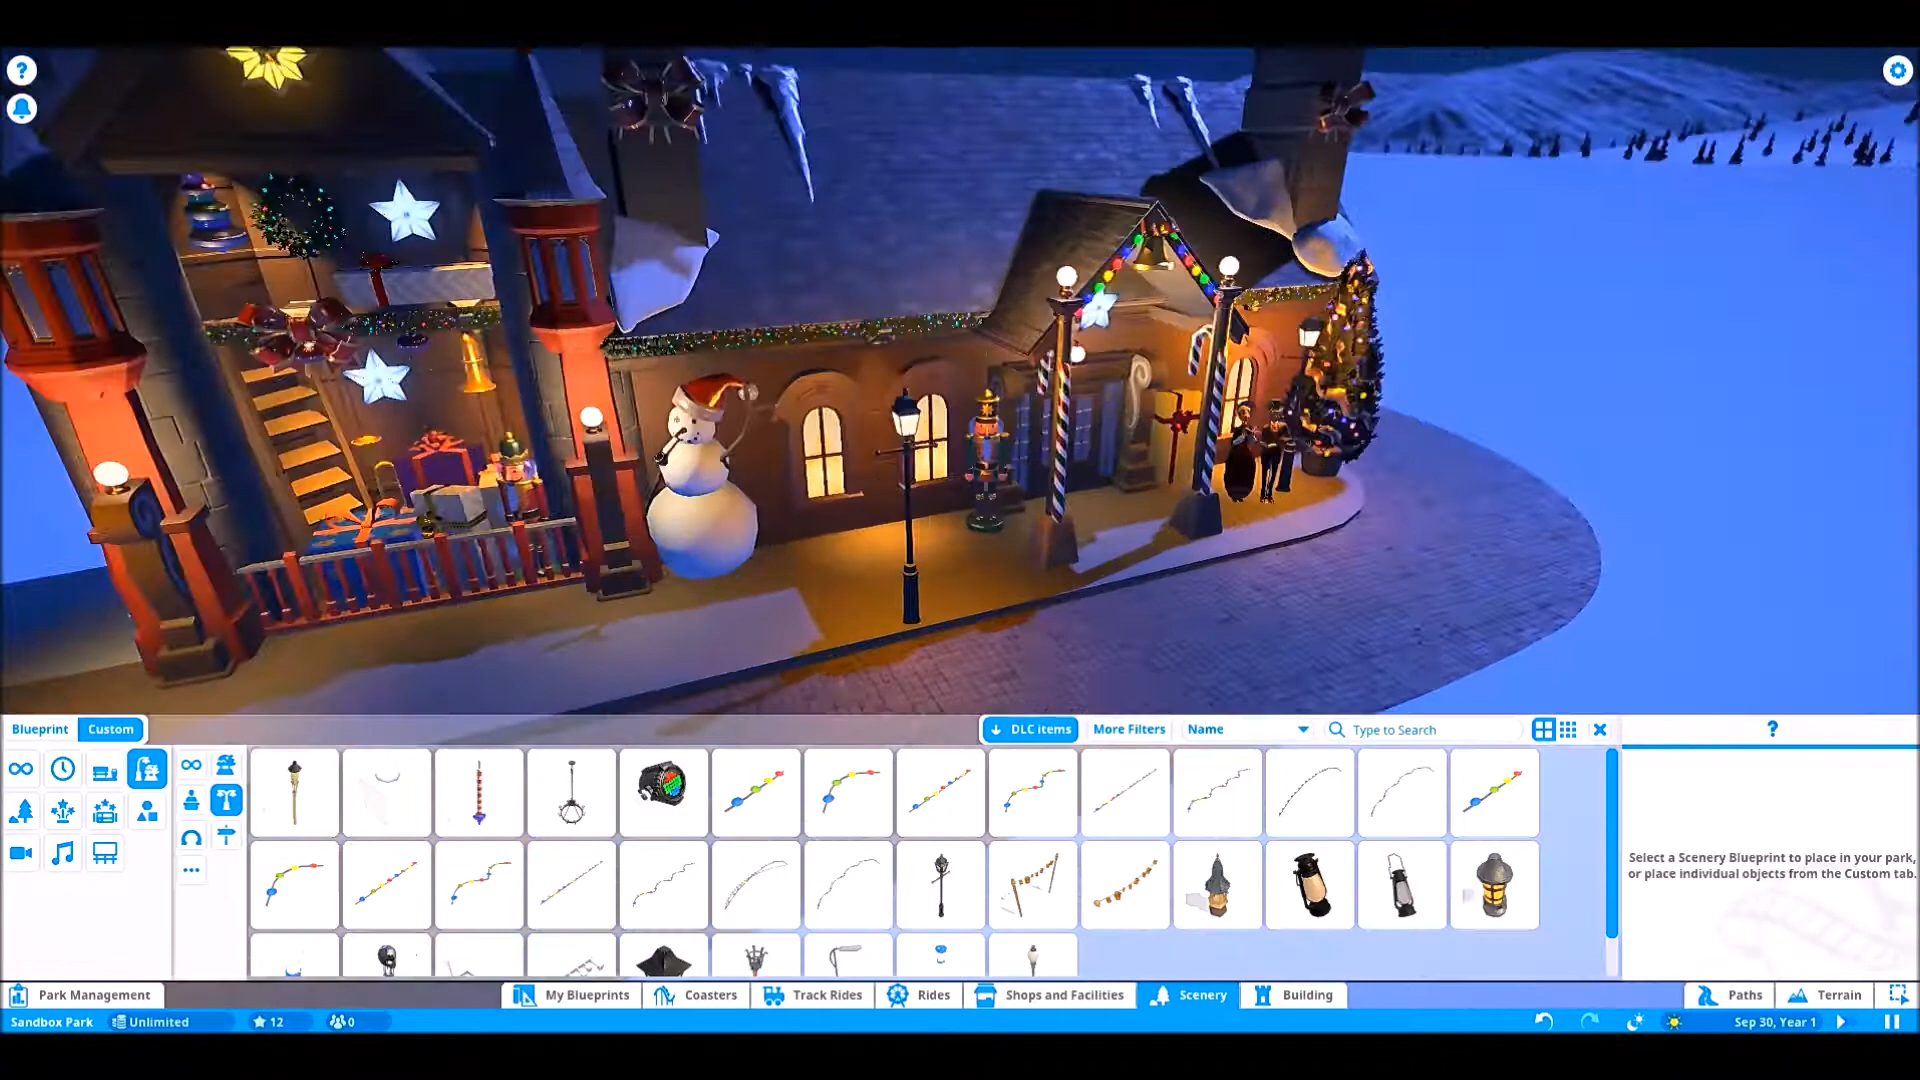 Blueprint Custom
DLC items More Filters Name Type to Search
Select a Scenery Blueprint to place in your park,
or place individual objects from the Custom tab.
Park Management My Blueprints Coasters Track Rides Rides Shops and Facilities Scenery Building Paths Terrain
Sandbox Park Unlimited 12 0 Sep 30, Year 1